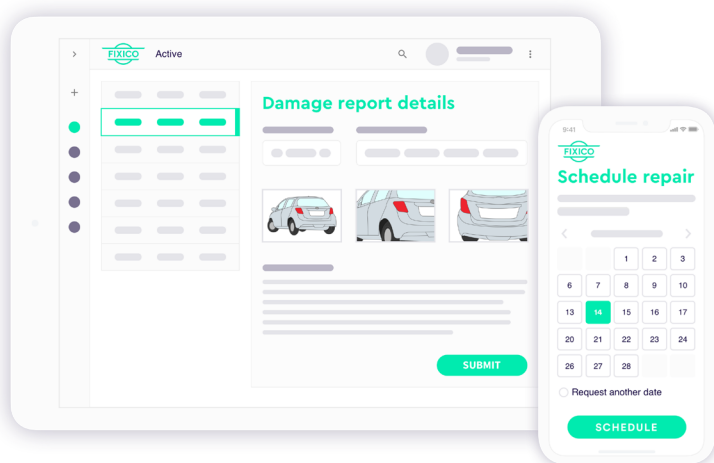 FIXICO
Active
Damage report details
SUBMIT
9:41
FIXICO
Schedule repair
1 2 3
6 7 8 9 10
13 14 15 16 17
20 21 22 23 24
26 27 28
Request another date
SCHEDULE